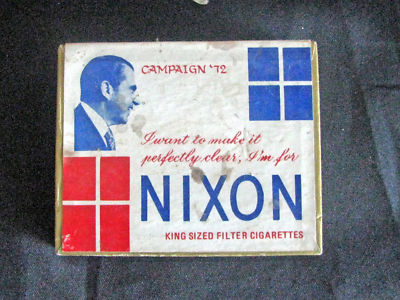 CAMPAIGN '72
I want to make it
perfectly clear, I'm for
NIXON
KING SIZED FILTER CIGARETTES